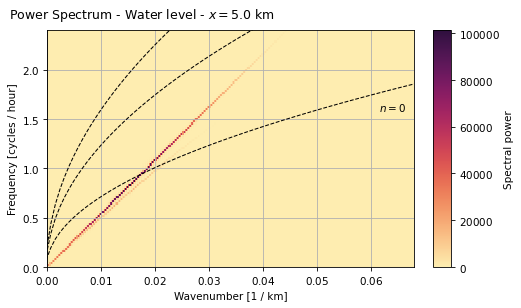 Power Spectrum - Water level - x = 5.0 km
Frequency [cycles / hour]
2.0
1.5
1.0
0.5
0.0
n = 0
0.00 0.01 0.02 0.03 0.04 0.05 0.06
Wavenumber [1 / km]
100000
80000
60000
40000
20000
0
Spectral power